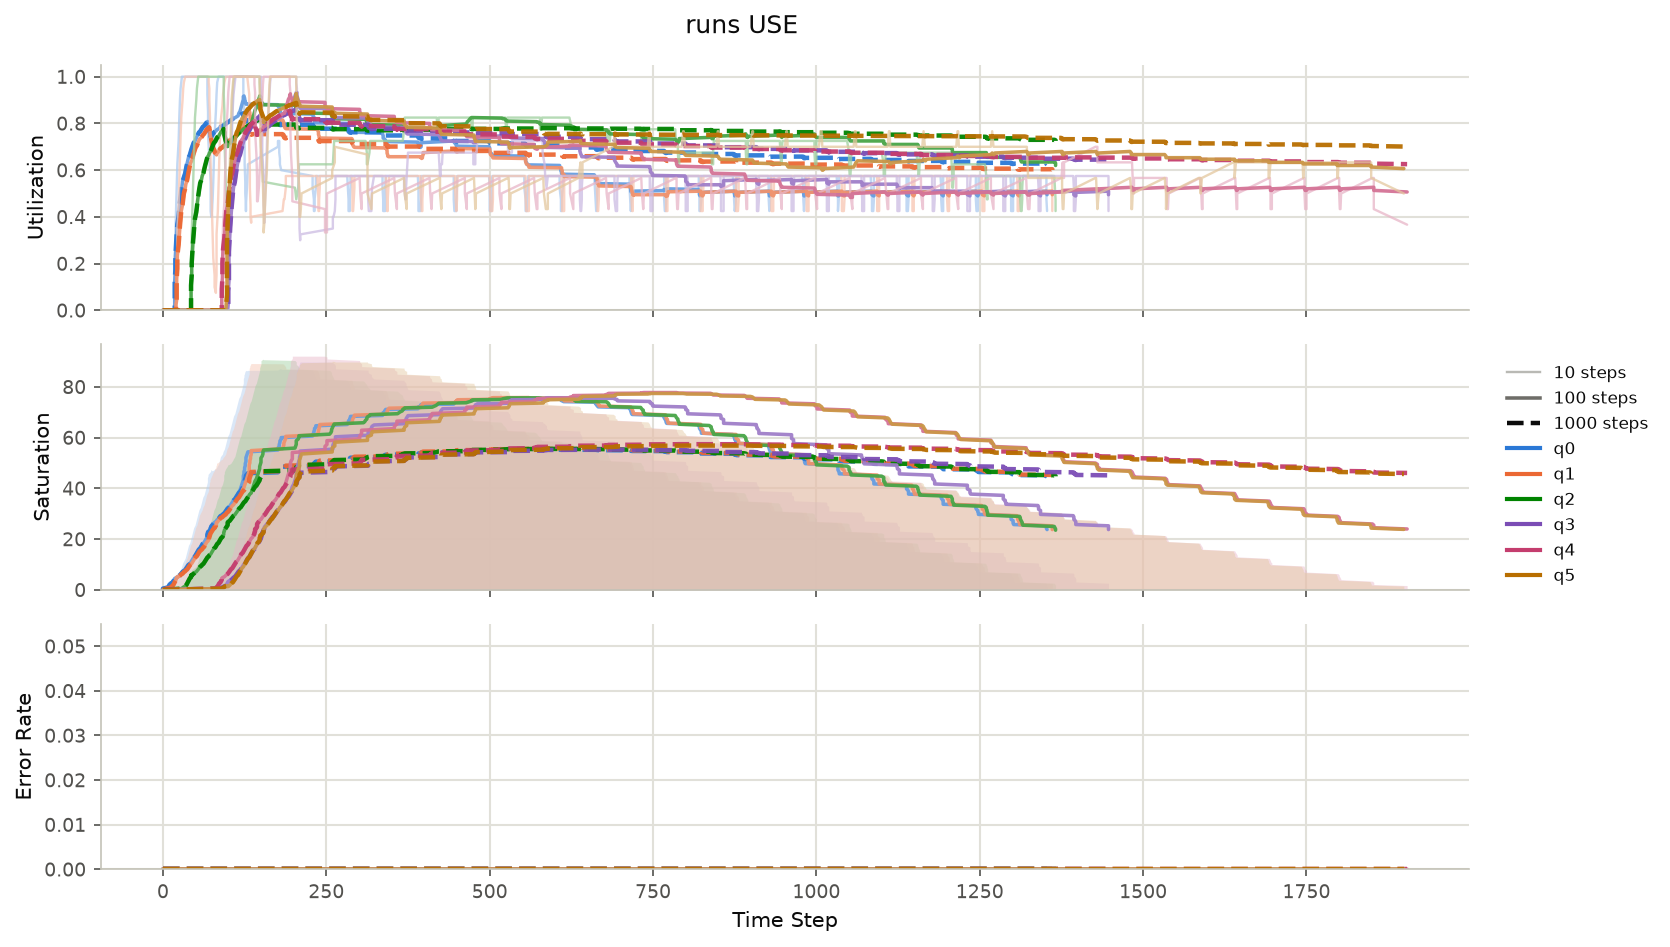 runs USE
1.0
0.8
0.6
0.4
0.2
0.0
Utilization
80
60
40
20
0
Saturation
10 steps
100 steps
1000 steps
q0
q1
q2
q3
q4
q5
0.05
0.04
0.03
0.02
0.01
0.00
Error Rate
0 250 500 750 1000 1250 1500 1750
Time Step